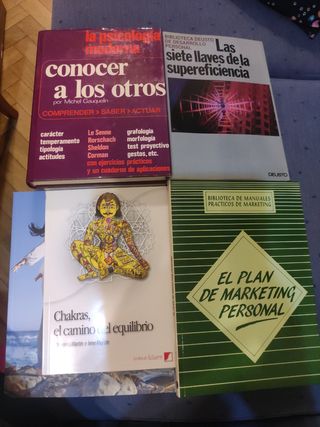 la psicología
moderna
conocer
a los otros
por Michel Gauquelin
COMPRENDER > SABER > ACTUAR
carácter
temperamento
tipología
actitudes
Le Senne
Rorschach
Sheldon
Corman
grafología
morfología
test proyectivo
gestos, etc.
con ejercicios prácticos
y un cuaderno de aplicaciones
BIBLIOTECA DEUSTO
DE DESARROLLO
PERSONAL
Las
siete llaves de la
supereficiencia
DEUSTO
Chakras,
el camino del equilibrio
BIBLIOTECA DE MANUALES
PRACTICOS DE MARKETING
EL PLAN
DE MARKETING
PERSONAL